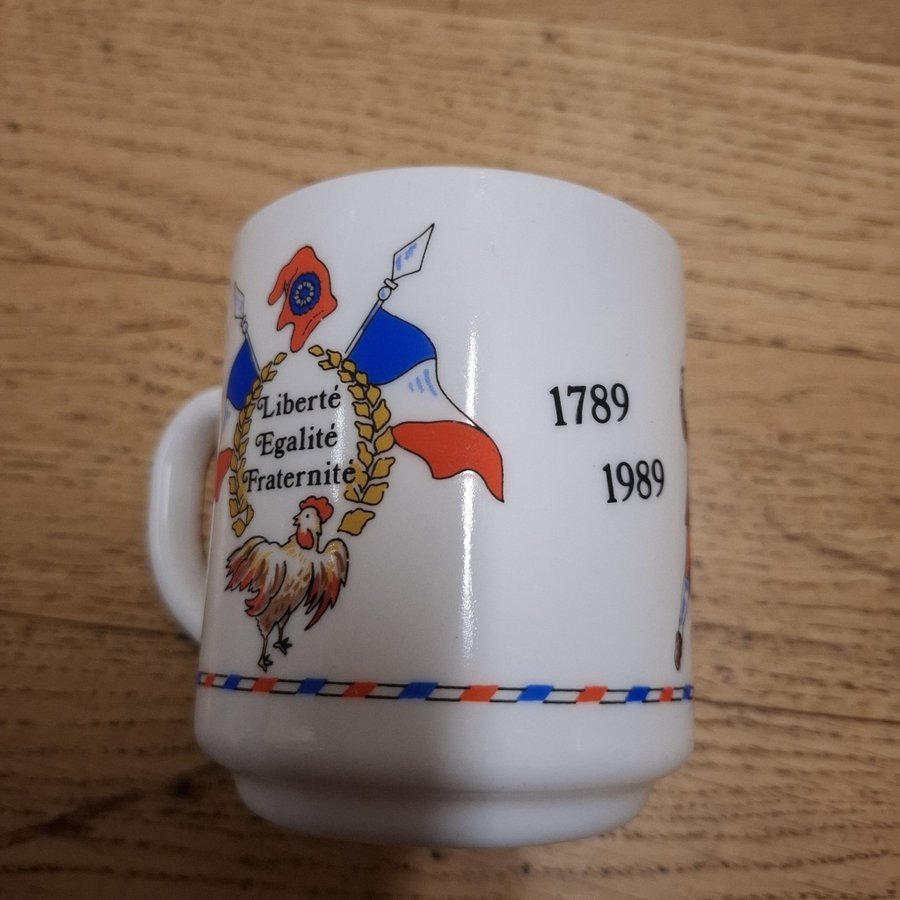 Liberté
Egalité
Fraternité
1789
1989